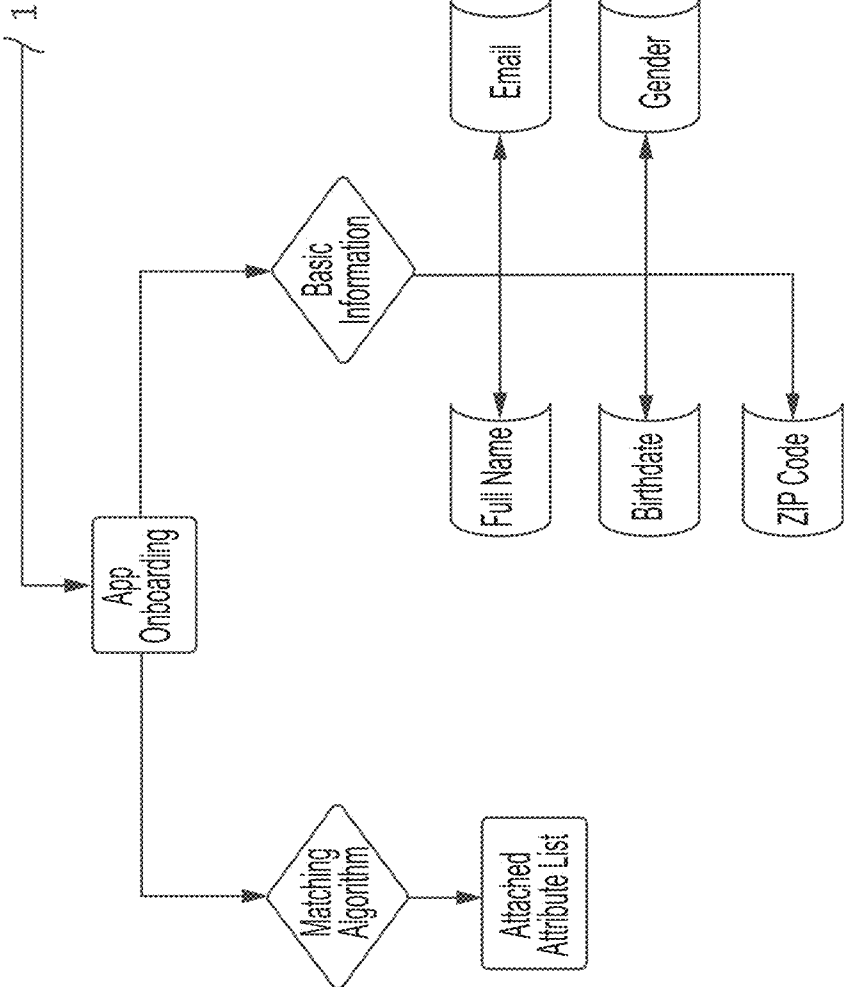 1
App
Onboarding
Matching
Algorithm
Attached
Attribute List
Basic
Information
Full Name
Email
Birthdate
Gender
ZIP Code